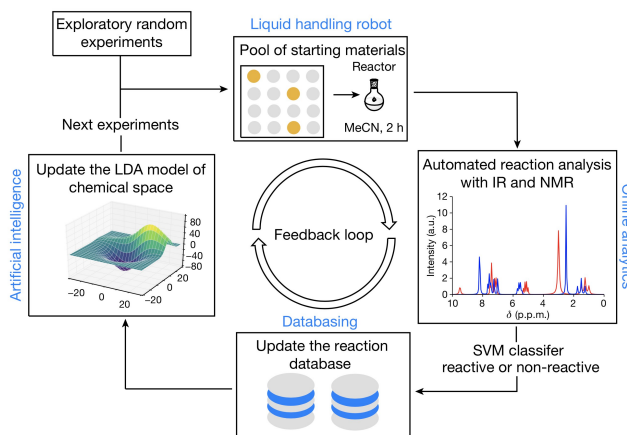 Exploratory random
experiments
Liquid handling robot
Pool of starting materials
Reactor
MeCN, 2 h
Next experiments
Artificial intelligence
Update the LDA model of
chemical space
80
40
0
−40
−80
−20
0
20
−20
0
20
Feedback loop
Automated reaction analysis
with IR and NMR
Online analytics
Intensity (a.u.)
12
10
8
6
4
2
0
10
8
6
4
2
0
δ (p.p.m.)
SVM classifer
reactive or non-reactive
Databasing
Update the reaction
database